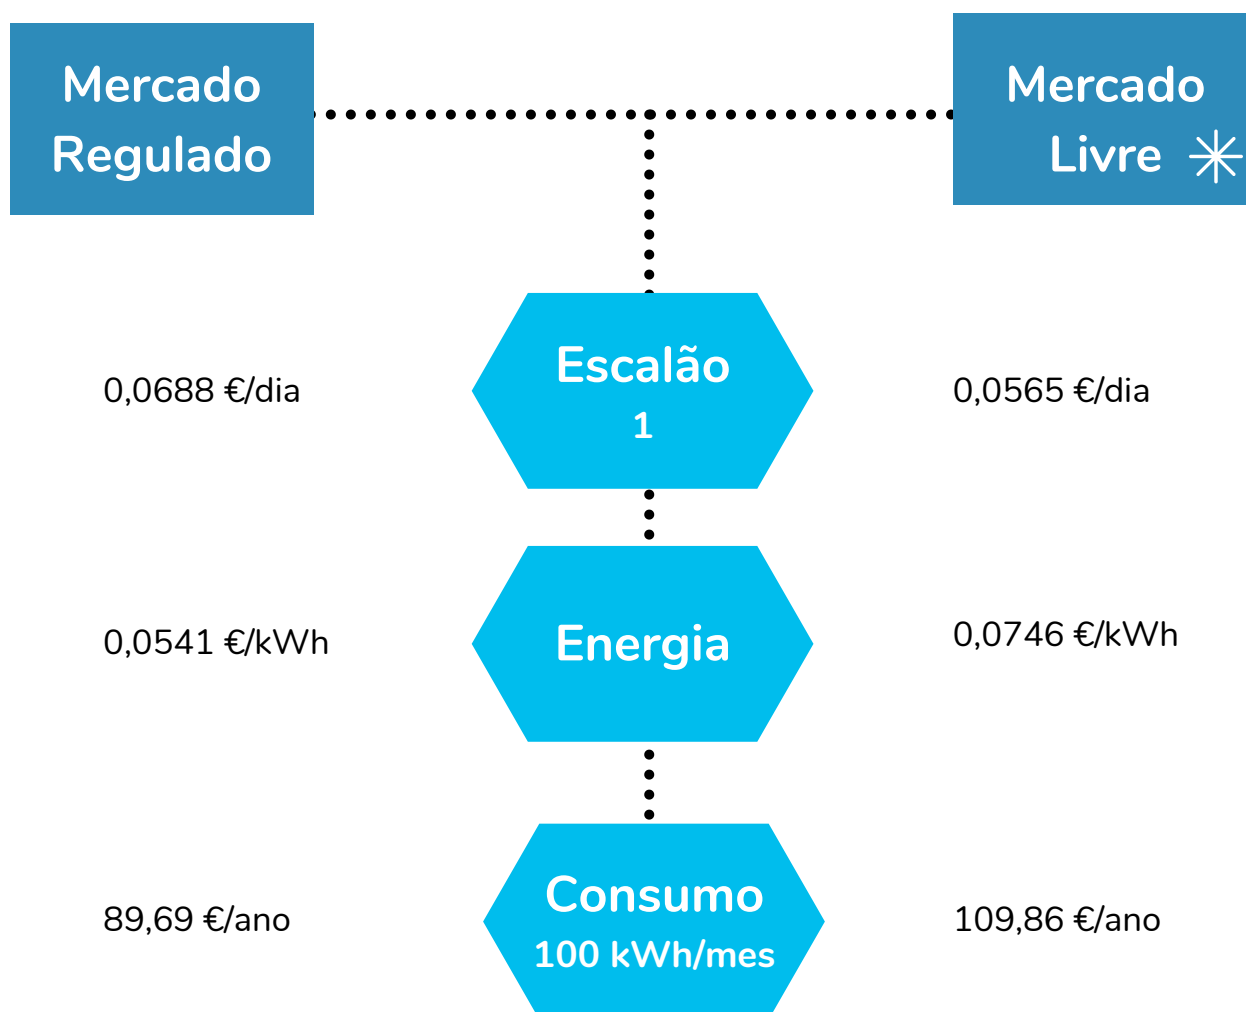 Mercado
Regulado
Mercado
Livre
Escalão
1
0,0688 €/dia
0,0565 €/dia
Energia
0,0541 €/kWh
0,0746 €/kWh
Consumo
100 kWh/mes
89,69 €/ano
109,86 €/ano